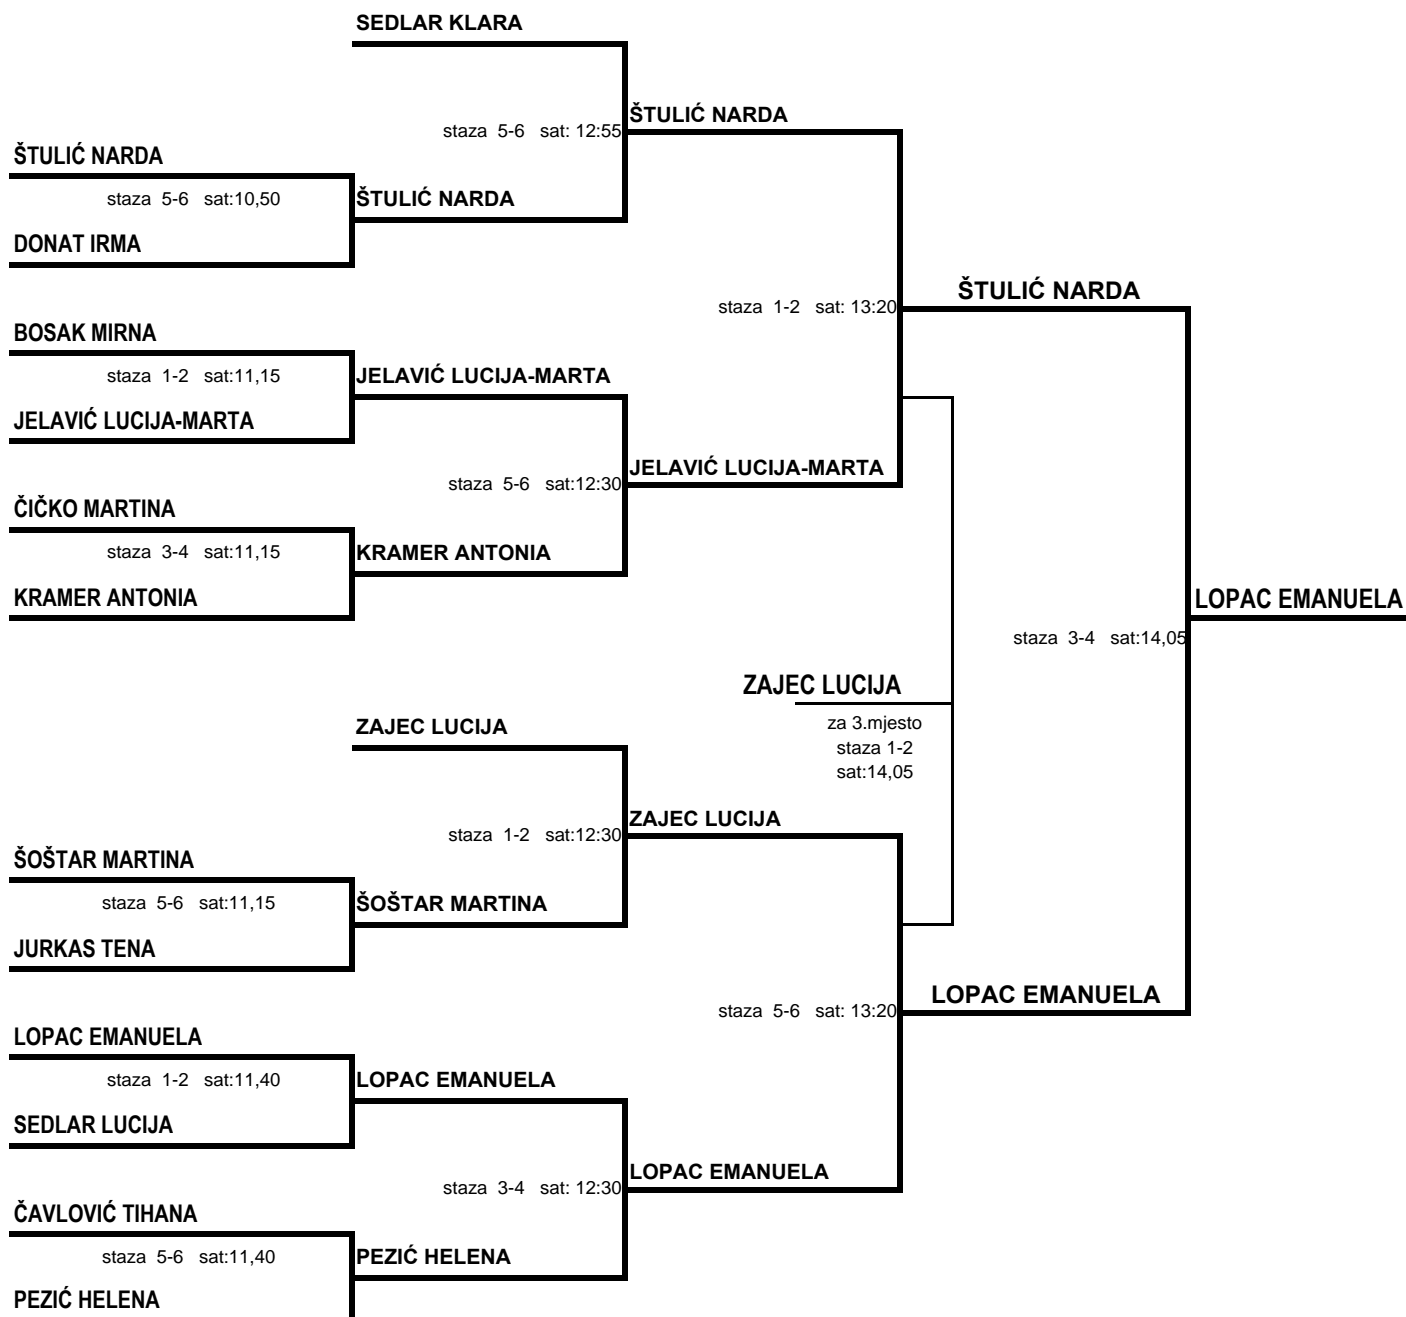 SEDLAR KLARA
ŠTULIĆ NARDA
staza 5-6 sat: 12:55
ŠTULIĆ NARDA
staza 5-6 sat:10,50
ŠTULIĆ NARDA
DONAT IRMA
ŠTULIĆ NARDA
staza 1-2 sat: 13:20
BOSAK MIRNA
staza 1-2 sat:11,15
JELAVIĆ LUCIJA-MARTA
JELAVIĆ LUCIJA-MARTA
JELAVIĆ LUCIJA-MARTA
staza 5-6 sat:12:30
ČIČKO MARTINA
staza 3-4 sat:11,15
KRAMER ANTONIA
KRAMER ANTONIA
LOPAC EMANUELA
staza 3-4 sat:14,05
ZAJEC LUCIJA
za 3.mjesto
staza 1-2
sat:14,05
ZAJEC LUCIJA
ZAJEC LUCIJA
staza 1-2 sat:12:30
ŠOŠTAR MARTINA
staza 5-6 sat:11,15
ŠOŠTAR MARTINA
JURKAS TENA
LOPAC EMANUELA
staza 5-6 sat: 13:20
LOPAC EMANUELA
staza 1-2 sat:11,40
LOPAC EMANUELA
SEDLAR LUCIJA
LOPAC EMANUELA
staza 3-4 sat: 12:30
ČAVLOVIĆ TIHANA
staza 5-6 sat:11,40
PEZIĆ HELENA
PEZIĆ HELENA